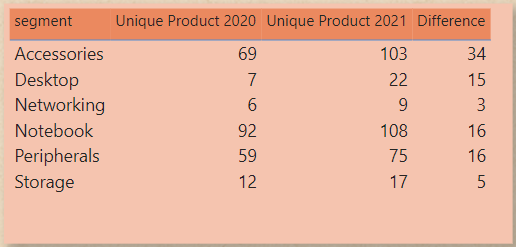 segment Unique Product 2020 Unique Product 2021 Difference
Accessories 69 103 34
Desktop 7 22 15
Networking 6 9 3
Notebook 92 108 16
Peripherals 59 75 16
Storage 12 17 5